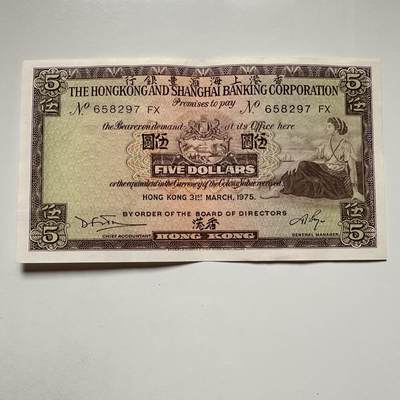 行銀豐滙海上港香
THE HONGKONG AND SHANGHAI BANKING CORPORATION
5 5
伍 伍
Promises to pay
Nº 658297 FX Nº 658297 FX
the Bearer on demand at its Office here
圓 伍
FIVE DOLLARS
or the equivalent in the Currency of the Colony Value received
HONG KONG 31ST MARCH, 1975.
BY ORDER OF THE BOARD OF DIRECTORS
港香
伍 伍
5 5
CHIEF ACCOUNTANT GENERAL MANAGER
HONG KONG